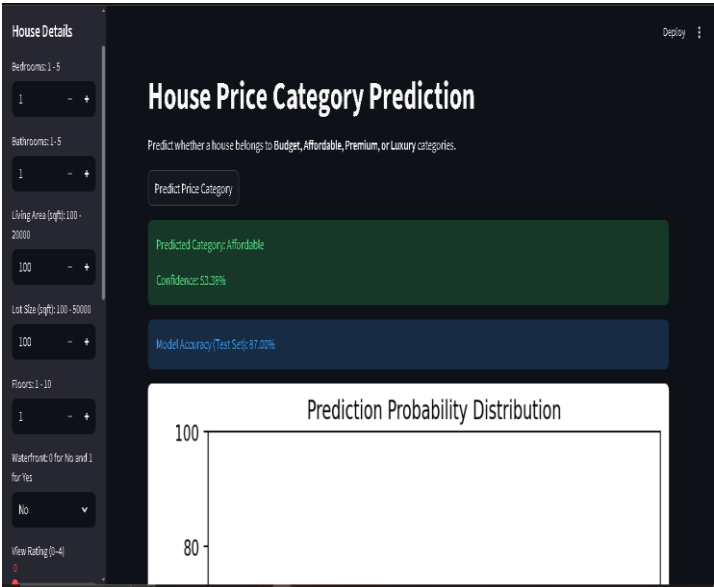 House Details
Bedrooms: 1 - 5
1 - +
Bathrooms: 1 - 5
1 - +
Living Area (sqft): 100 -
20000
100 - +
Lot Size (sqft): 100 - 50000
100 - +
Floors: 1 - 10
1 - +
Waterfront: 0 for No and 1
for Yes
No
View Rating (0-4)
0
Deploy
House Price Category Prediction
Predict whether a house belongs to Budget, Affordable, Premium, or Luxury categories.
Predict Price Category
Predicted Category: Affordable
Confidence: 53.38%
Model Accuracy (Test Set): 87.00%
Prediction Probability Distribution
100
80